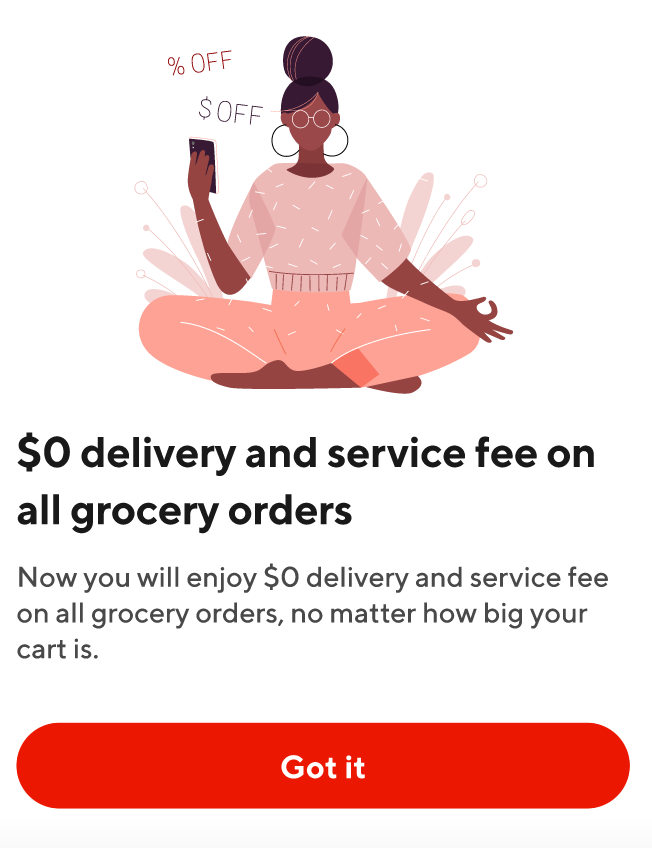 % OFF
$ OFF
$0 delivery and service fee on
all grocery orders
Now you will enjoy $0 delivery and service fee
on all grocery orders, no matter how big your
cart is.
Got it